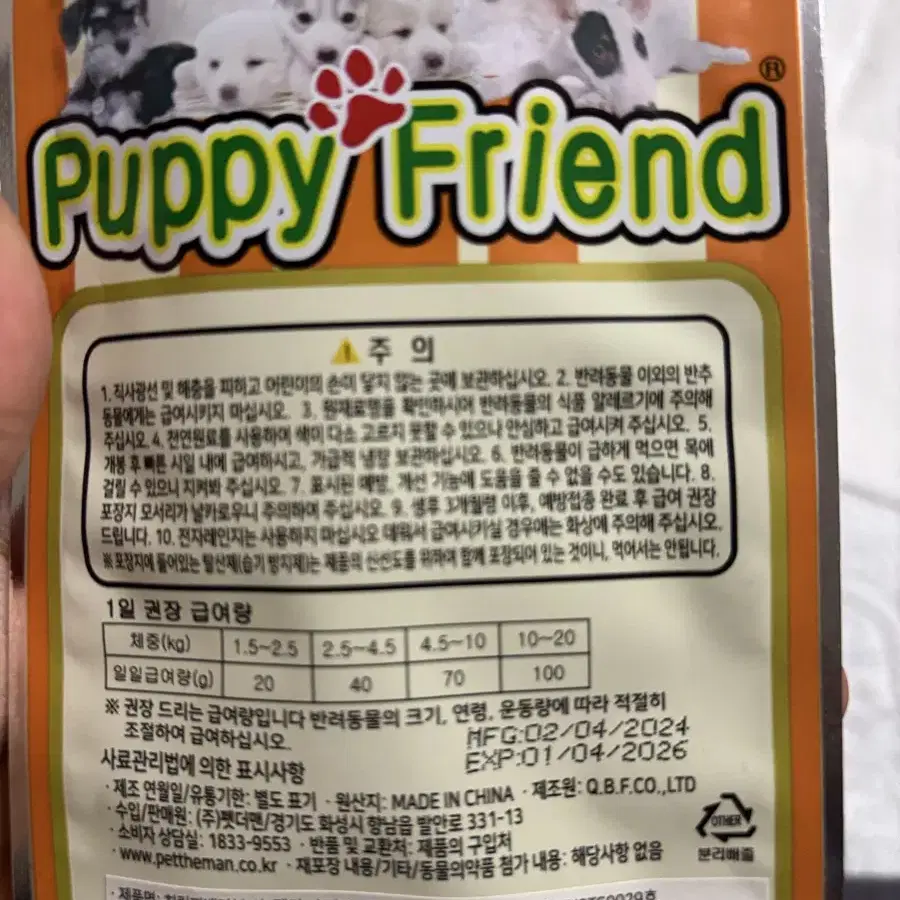 Puppy Friend ®
⚠ 주 의
1. 직사광선 및 해충을 피하고 어린이의 손이 닿지 않는 곳에 보관하십시오. 2. 반려동물 이외의 반추
동물에게는 급여시키지 마십시오. 3. 원재료명을 확인하시어 반려동물의 식품 알레르기에 주의해
주십시오. 4. 천연원료를 사용하여 색이 다소 고르지 못할 수 있으나 안심하고 급여시켜 주십시오. 5.
개봉 후 빠른 시일 내에 급여하시고, 가급적 냉장 보관하십시오. 6. 반려동물이 급하게 먹으면 목에
걸릴 수 있으니 지켜봐 주십시오. 7. 표시된 예방, 개선 기능에 도움을 줄 수 없을 수도 있습니다. 8.
포장지 모서리가 날카로우니 주의하여 주십시오. 9. 생후 3개월령 이후, 예방접종 완료 후 급여 권장
드립니다. 10. 전자레인지는 사용하지 마십시오 데워서 급여시키실 경우에는 화상에 주의해 주십시오.
※ 포장지에 들어있는 탈산제(습기 방지제)는 제품의 신선도를 위하여 함께 포장되어 있는 것이니, 먹어서는 안됩니다.
1일 권장 급여량
체중(kg) 1.5~2.5 2.5~4.5 4.5~10 10~20
일일급여량(g) 20 40 70 100
※ 권장 드리는 급여량입니다 반려동물의 크기, 연령, 운동량에 따라 적절히
조절하여 급여하십시오.
MFG:02/04/2024
EXP:01/04/2026
사료관리법에 의한 표시사항
· 제조 연월일/유통기한: 별도 표기 · 원산지: MADE IN CHINA · 제조원: Q.B.F.CO.,LTD
· 수입/판매원: (주)펫더맨/경기도 화성시 향남읍 발안로 331-13
· 소비자 상담실: 1833-9553 · 반품 및 교환처: 제품의 구입처
· www.pettheman.co.kr · 재포장 내용/기타/동물의약품 첨가 내용: 해당사항 없음
OTHER
분리배출
· 제품명: